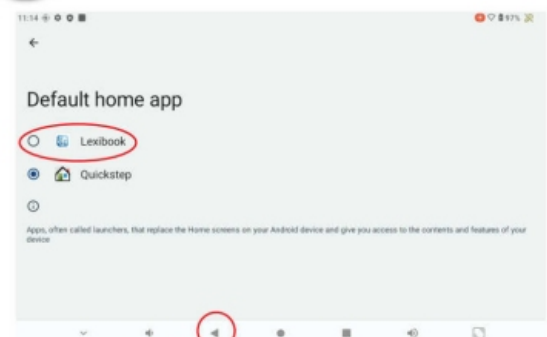 11:14
97%
Default home app
Lexibook
Quickstep
Apps, often called launchers, that replace the Home screens on your Android device and give you access to the contents and features of your
device